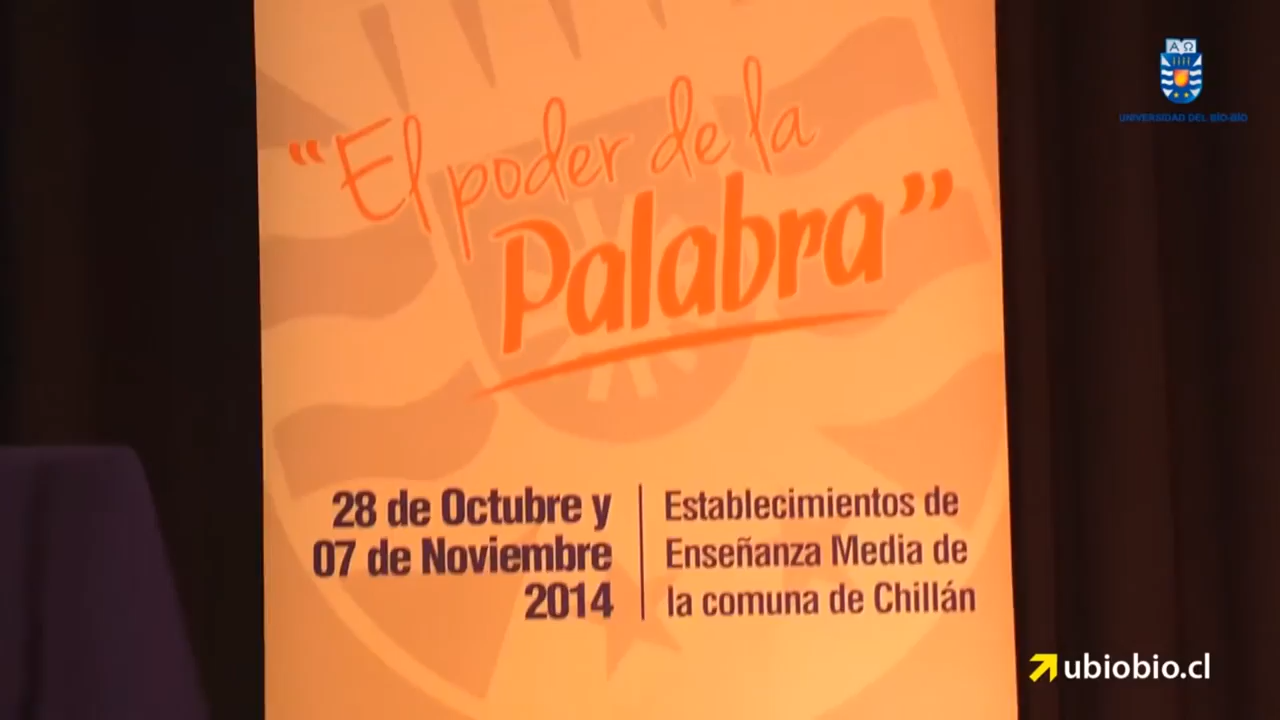 ΑΩ
UNIVERSIDAD DEL BÍO-BÍO
"El poder de la
Palabra"
28 de Octubre y
07 de Noviembre
2014
Establecimientos de
Enseñanza Media de
la comuna de Chillán
ubiobio.cl